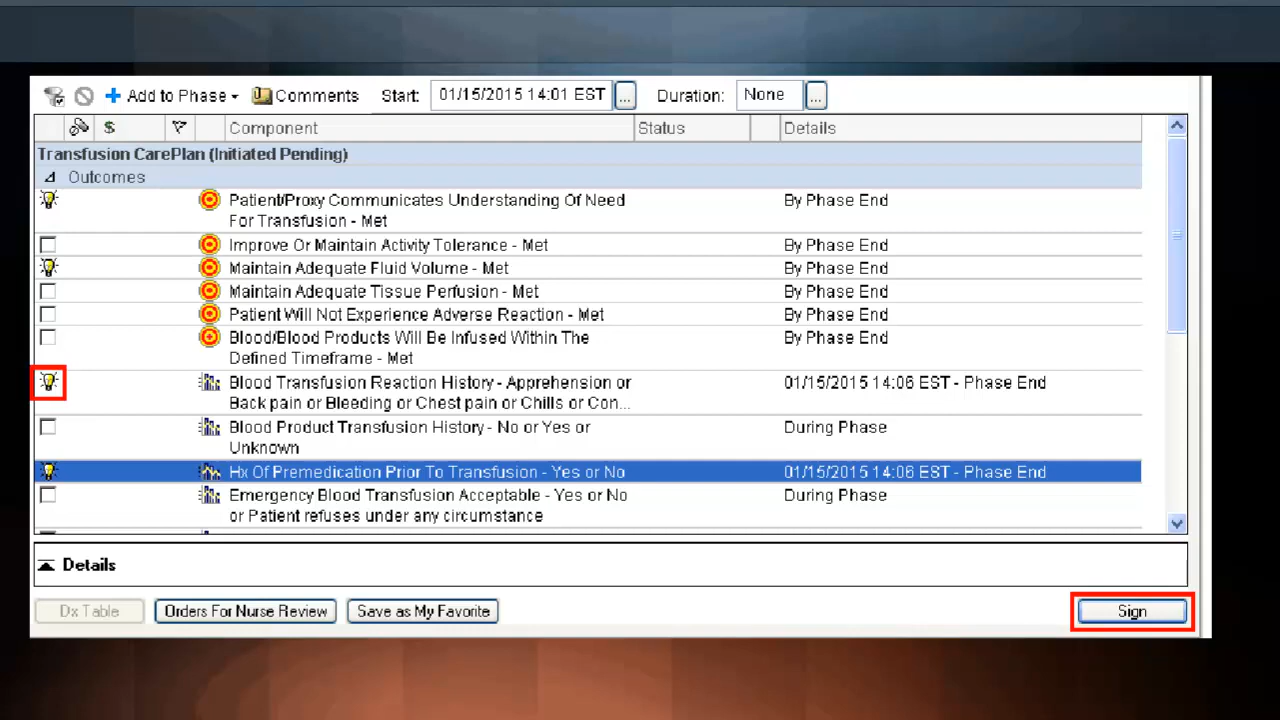 Add to Phase Comments Start: 01/15/2015 14:01 EST ... Duration: None ...
$ Component Status Details
Transfusion CarePlan (Initiated Pending)
Outcomes
Patient/Proxy Communicates Understanding Of Need By Phase End
For Transfusion - Met
Improve Or Maintain Activity Tolerance - Met By Phase End
Maintain Adequate Fluid Volume - Met By Phase End
Maintain Adequate Tissue Perfusion - Met By Phase End
Patient Will Not Experience Adverse Reaction - Met By Phase End
Blood/Blood Products Will Be Infused Within The By Phase End
Defined Timeframe - Met
Blood Transfusion Reaction History - Apprehension or 01/15/2015 14:06 EST - Phase End
Back pain or Bleeding or Chest pain or Chills or Con...
Blood Product Transfusion History - No or Yes or During Phase
Unknown
Hx Of Premedication Prior To Transfusion - Yes or No 01/15/2015 14:06 EST - Phase End
Emergency Blood Transfusion Acceptable - Yes or No During Phase
or Patient refuses under any circumstance
Details
Dx Table Orders For Nurse Review Save as My Favorite Sign